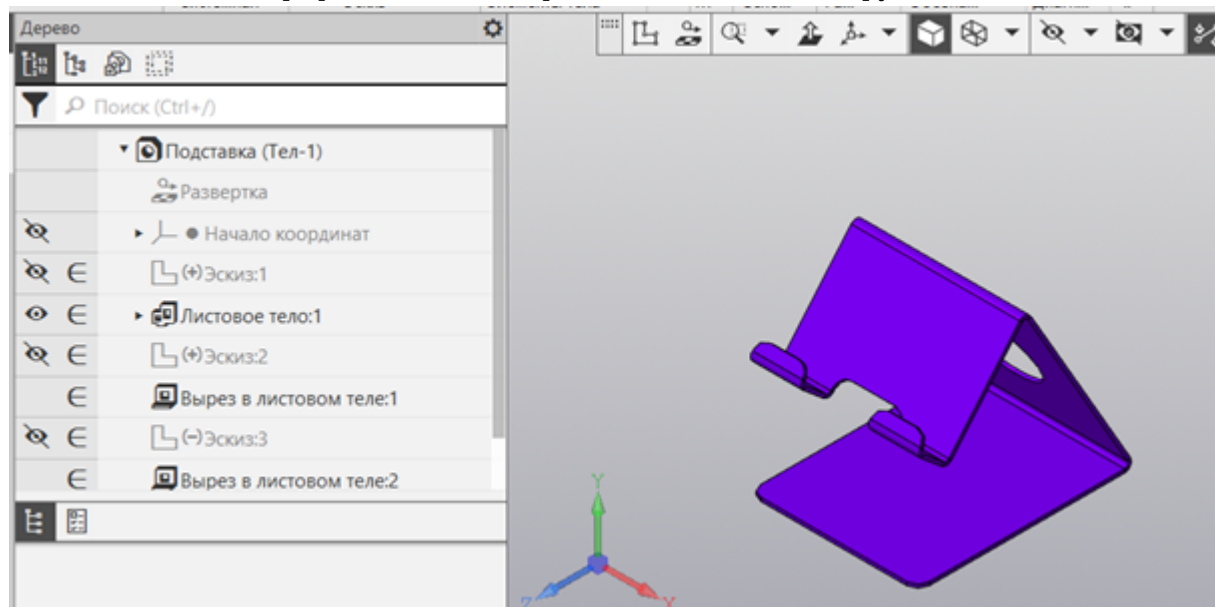 Дерево
Поиск (Ctrl+/)
Подставка (Тел-1)
Развертка
Начало координат
(+)Эскиз:1
Листовое тело:1
(+)Эскиз:2
Вырез в листовом теле:1
(-)Эскиз:3
Вырез в листовом теле:2
Y
Z
X